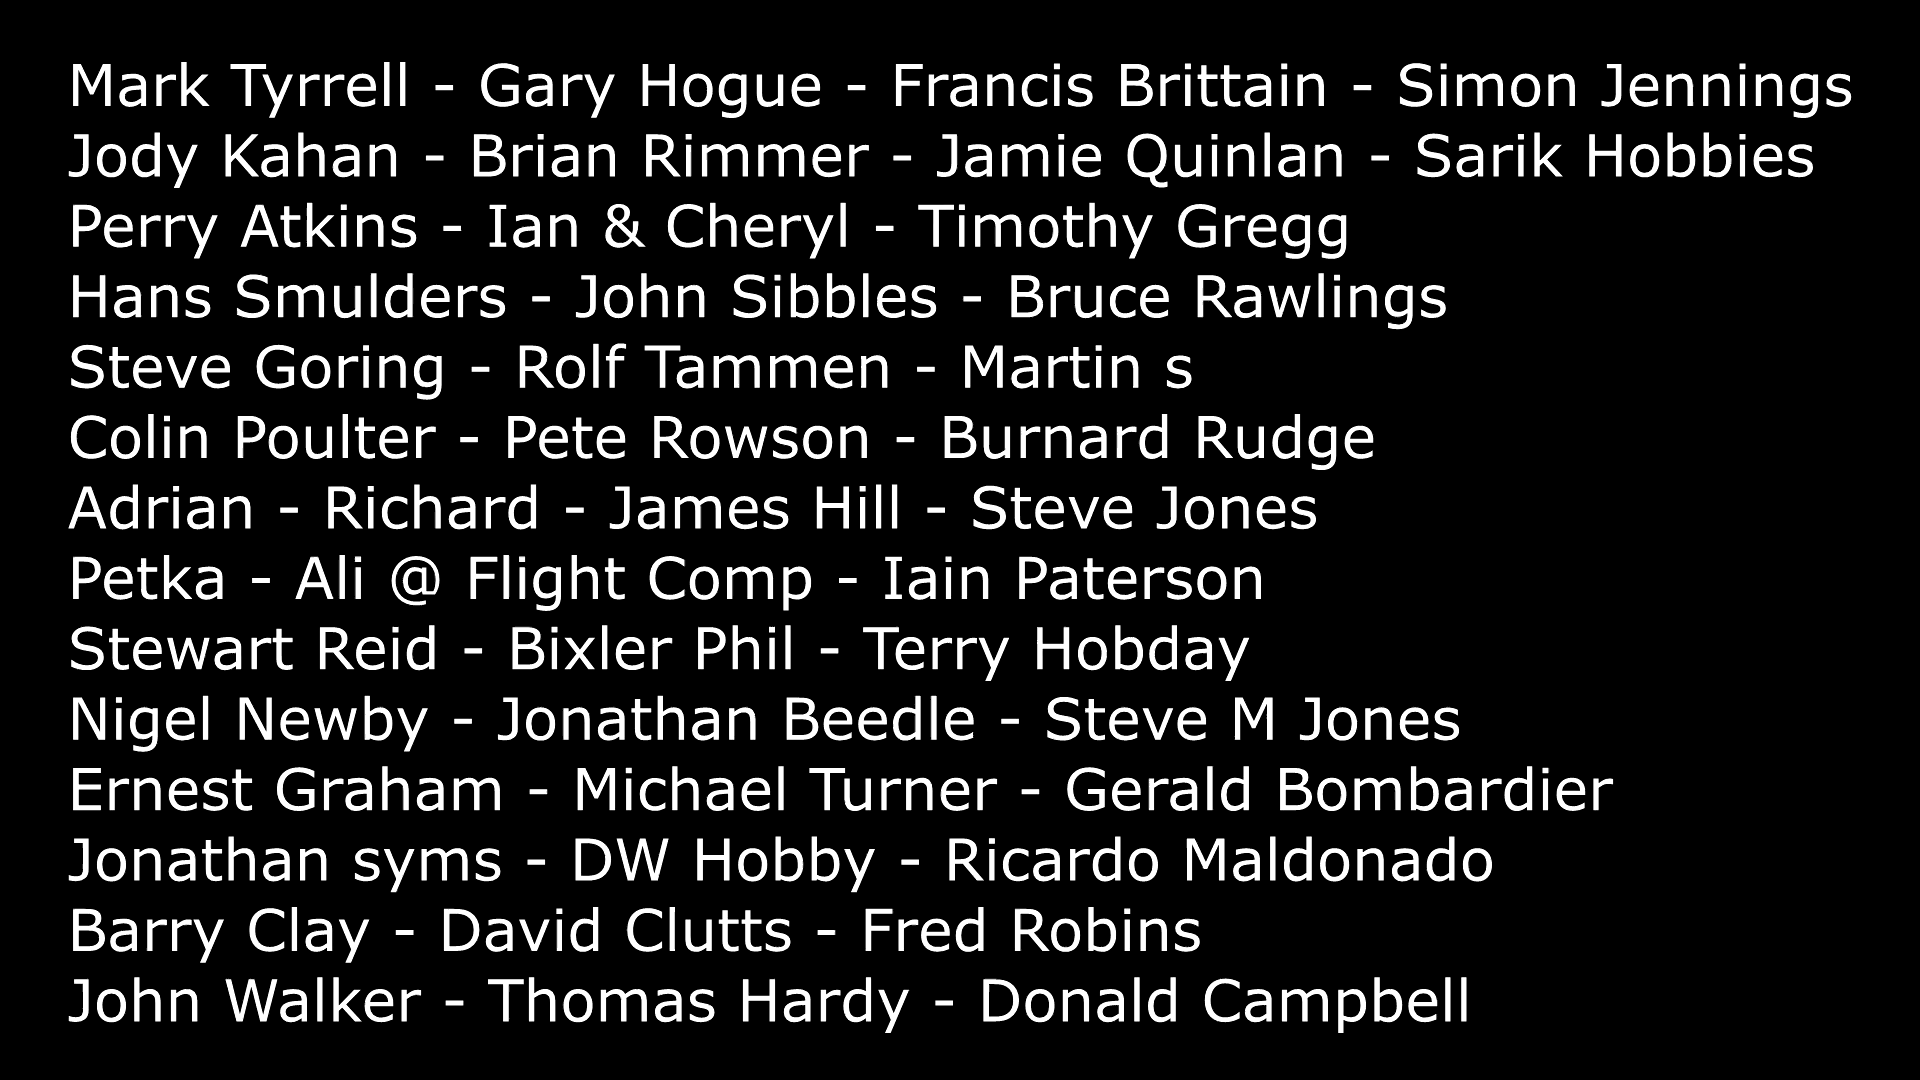 Mark Tyrrell - Gary Hogue - Francis Brittain - Simon Jennings
Jody Kahan - Brian Rimmer - Jamie Quinlan - Sarik Hobbies
Perry Atkins - Ian & Cheryl - Timothy Gregg
Hans Smulders - John Sibbles - Bruce Rawlings
Steve Goring - Rolf Tammen - Martin s
Colin Poulter - Pete Rowson - Burnard Rudge
Adrian - Richard - James Hill - Steve Jones
Petka - Ali @ Flight Comp - Iain Paterson
Stewart Reid - Bixler Phil - Terry Hobday
Nigel Newby - Jonathan Beedle - Steve M Jones
Ernest Graham - Michael Turner - Gerald Bombardier
Jonathan syms - DW Hobby - Ricardo Maldonado
Barry Clay - David Clutts - Fred Robins
John Walker - Thomas Hardy - Donald Campbell